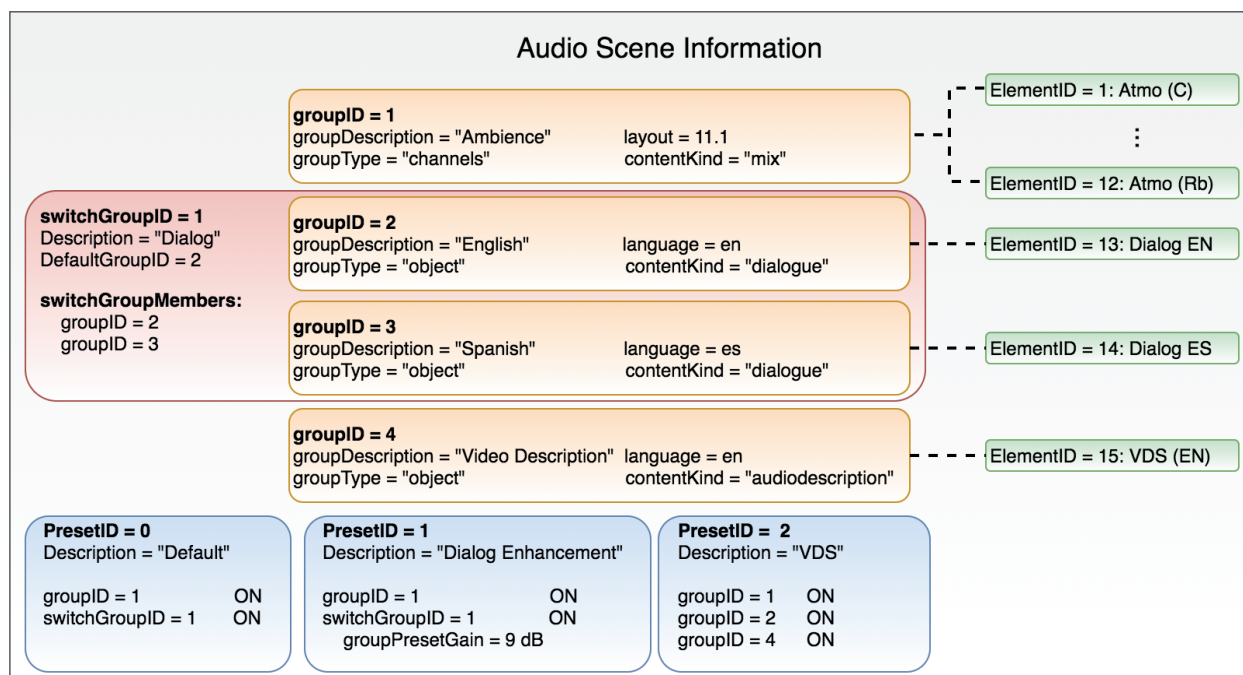 Audio Scene Information
groupID = 1
groupDescription = "Ambience" layout = 11.1
groupType = "channels" contentKind = "mix"
ElementID = 1: Atmo (C)
⋮
ElementID = 12: Atmo (Rb)
switchGroupID = 1
Description = "Dialog"
DefaultGroupID = 2
switchGroupMembers:
groupID = 2
groupID = 3
groupID = 2
groupDescription = "English" language = en
groupType = "object" contentKind = "dialogue"
ElementID = 13: Dialog EN
groupID = 3
groupDescription = "Spanish" language = es
groupType = "object" contentKind = "dialogue"
ElementID = 14: Dialog ES
groupID = 4
groupDescription = "Video Description" language = en
groupType = "object" contentKind = "audiodescription"
ElementID = 15: VDS (EN)
PresetID = 0
Description = "Default"
groupID = 1 ON
switchGroupID = 1 ON
PresetID = 1
Description = "Dialog Enhancement"
groupID = 1 ON
switchGroupID = 1 ON
groupPresetGain = 9 dB
PresetID = 2
Description = "VDS"
groupID = 1 ON
groupID = 2 ON
groupID = 4 ON